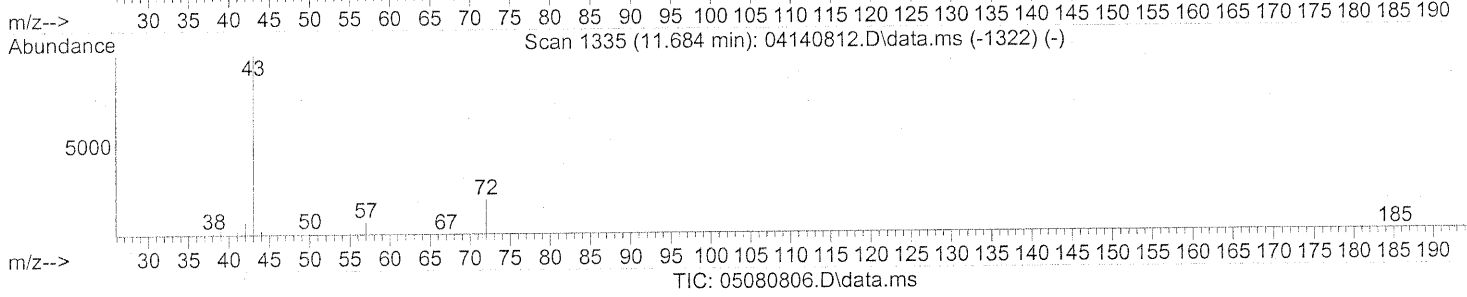 m/z--> 30 35 40 45 50 55 60 65 70 75 80 85 90 95 100 105 110 115 120 125 130 135 140 145 150 155 160 165 170 175 180 185 190
Abundance Scan 1335 (11.684 min): 04140812.D\data.ms (-1322) (-)
43
5000
72
57
38 50 67 185
m/z--> 30 35 40 45 50 55 60 65 70 75 80 85 90 95 100 105 110 115 120 125 130 135 140 145 150 155 160 165 170 175 180 185 190
TIC: 05080806.D\data.ms